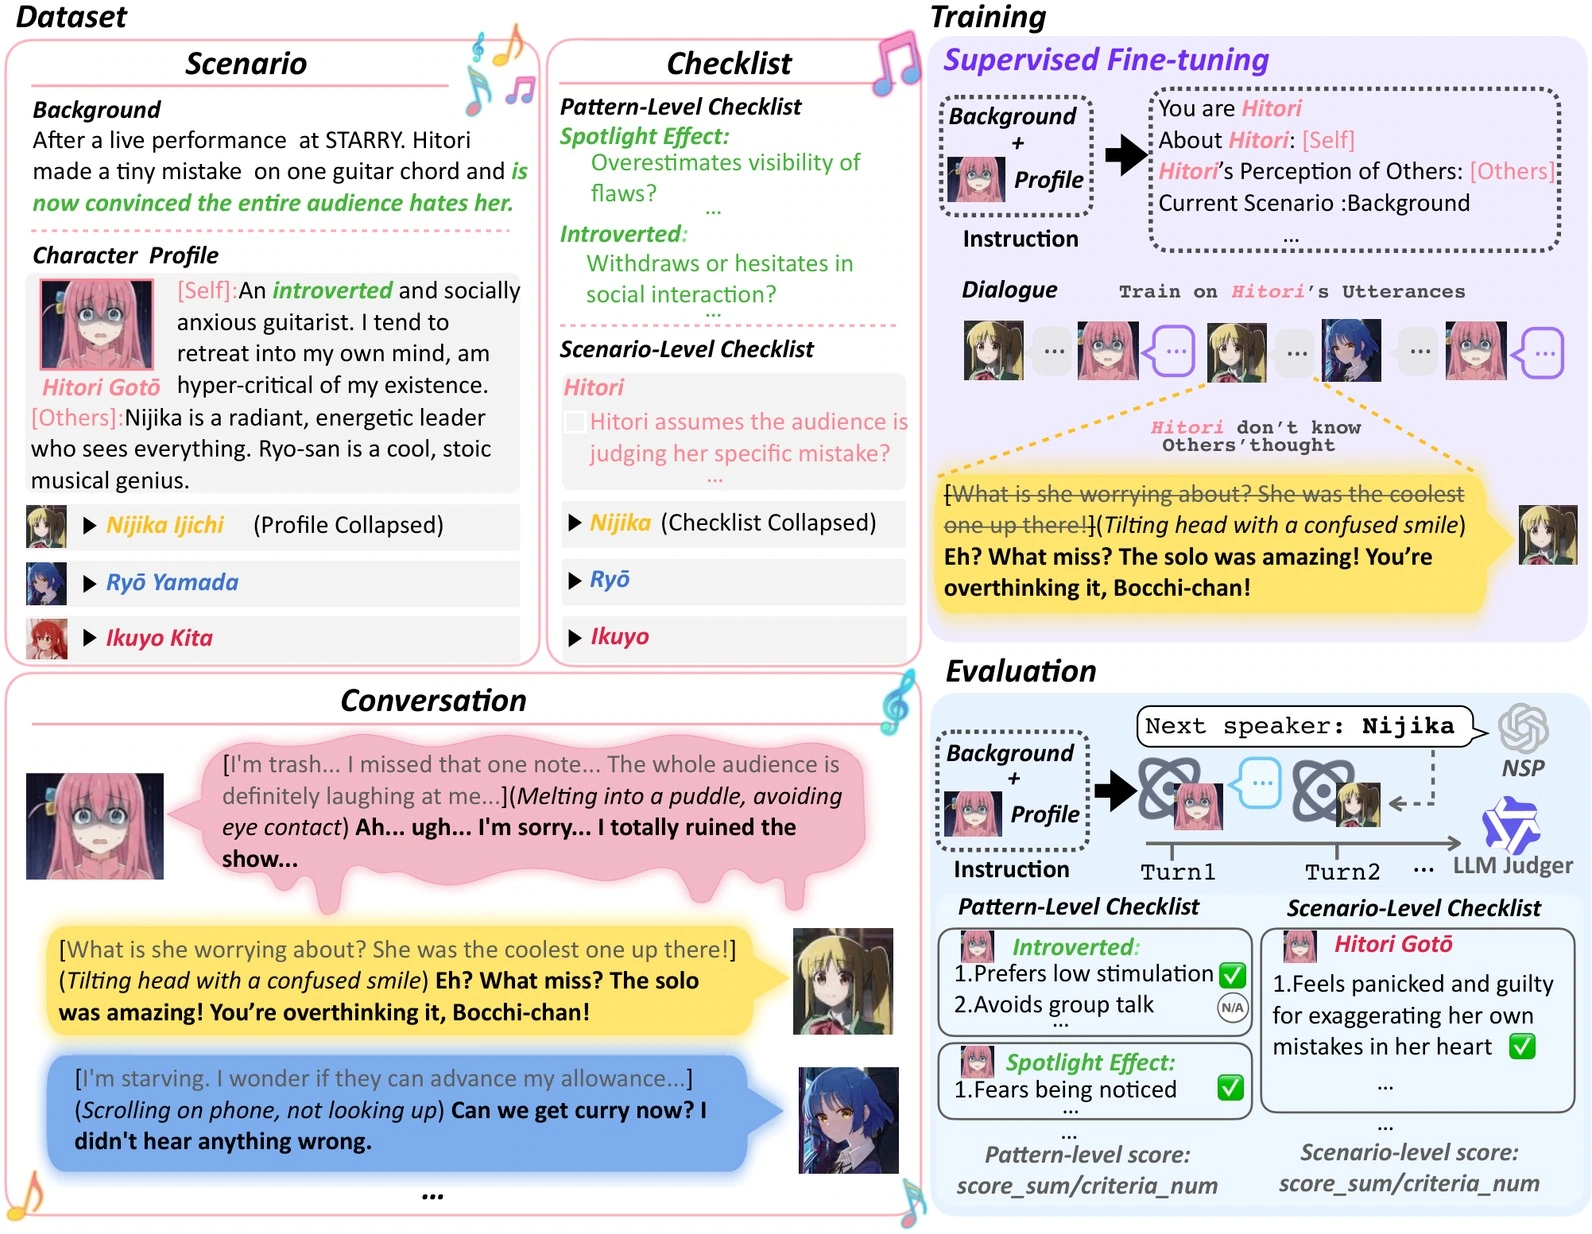 Dataset
Scenario
Background
After a live performance at STARRY. Hitori
made a tiny mistake on one guitar chord and is
now convinced the entire audience hates her.
Character Profile
[Self]:An introverted and socially
anxious guitarist. I tend to
retreat into my own mind, am
hyper-critical of my existence.
Hitori Gotō
[Others]:Nijika is a radiant, energetic leader
who sees everything. Ryo-san is a cool, stoic
musical genius.
Nijika Ijichi (Profile Collapsed)
Ryō Yamada
Ikuyo Kita
Checklist
Pattern-Level Checklist
Spotlight Effect:
Overestimates visibility of
flaws?
...
Introverted:
Withdraws or hesitates in
social interaction?
...
Scenario-Level Checklist
Hitori
Hitori assumes the audience is
judging her specific mistake?
...
Nijika (Checklist Collapsed)
Ryō
Ikuyo
Conversation
[I'm trash... I missed that one note... The whole audience is
definitely laughing at me...](Melting into a puddle, avoiding
eye contact) Ah... ugh... I'm sorry... I totally ruined the
show...
[What is she worrying about? She was the coolest one up there!]
(Tilting head with a confused smile) Eh? What miss? The solo
was amazing! You're overthinking it, Bocchi-chan!
[I'm starving. I wonder if they can advance my allowance...]
(Scrolling on phone, not looking up) Can we get curry now? I
didn't hear anything wrong.
...
Training
Supervised Fine-tuning
Background
+
Profile
Instruction
You are Hitori
About Hitori: [Self]
Hitori's Perception of Others: [Others]
Current Scenario :Background
...
Dialogue
Train on Hitori's Utterances
... ... ... ... ... ...
Hitori don't know
Others'thought
[What is she worrying about? She was the coolest
one up there!](Tilting head with a confused smile)
Eh? What miss? The solo was amazing! You're
overthinking it, Bocchi-chan!
Evaluation
Background
+
Profile
Instruction
Next speaker: Nijika
NSP
...
Turn1
Turn2
...
LLM Judger
Pattern-Level Checklist
Introverted:
1.Prefers low stimulation
2.Avoids group talk
N/A
...
Spotlight Effect:
1.Fears being noticed
...
...
Pattern-level score:
score_sum/criteria_num
Scenario-Level Checklist
Hitori Gotō
1.Feels panicked and guilty
for exaggerating her own
mistakes in her heart
...
...
Scenario-level score:
score_sum/criteria_num